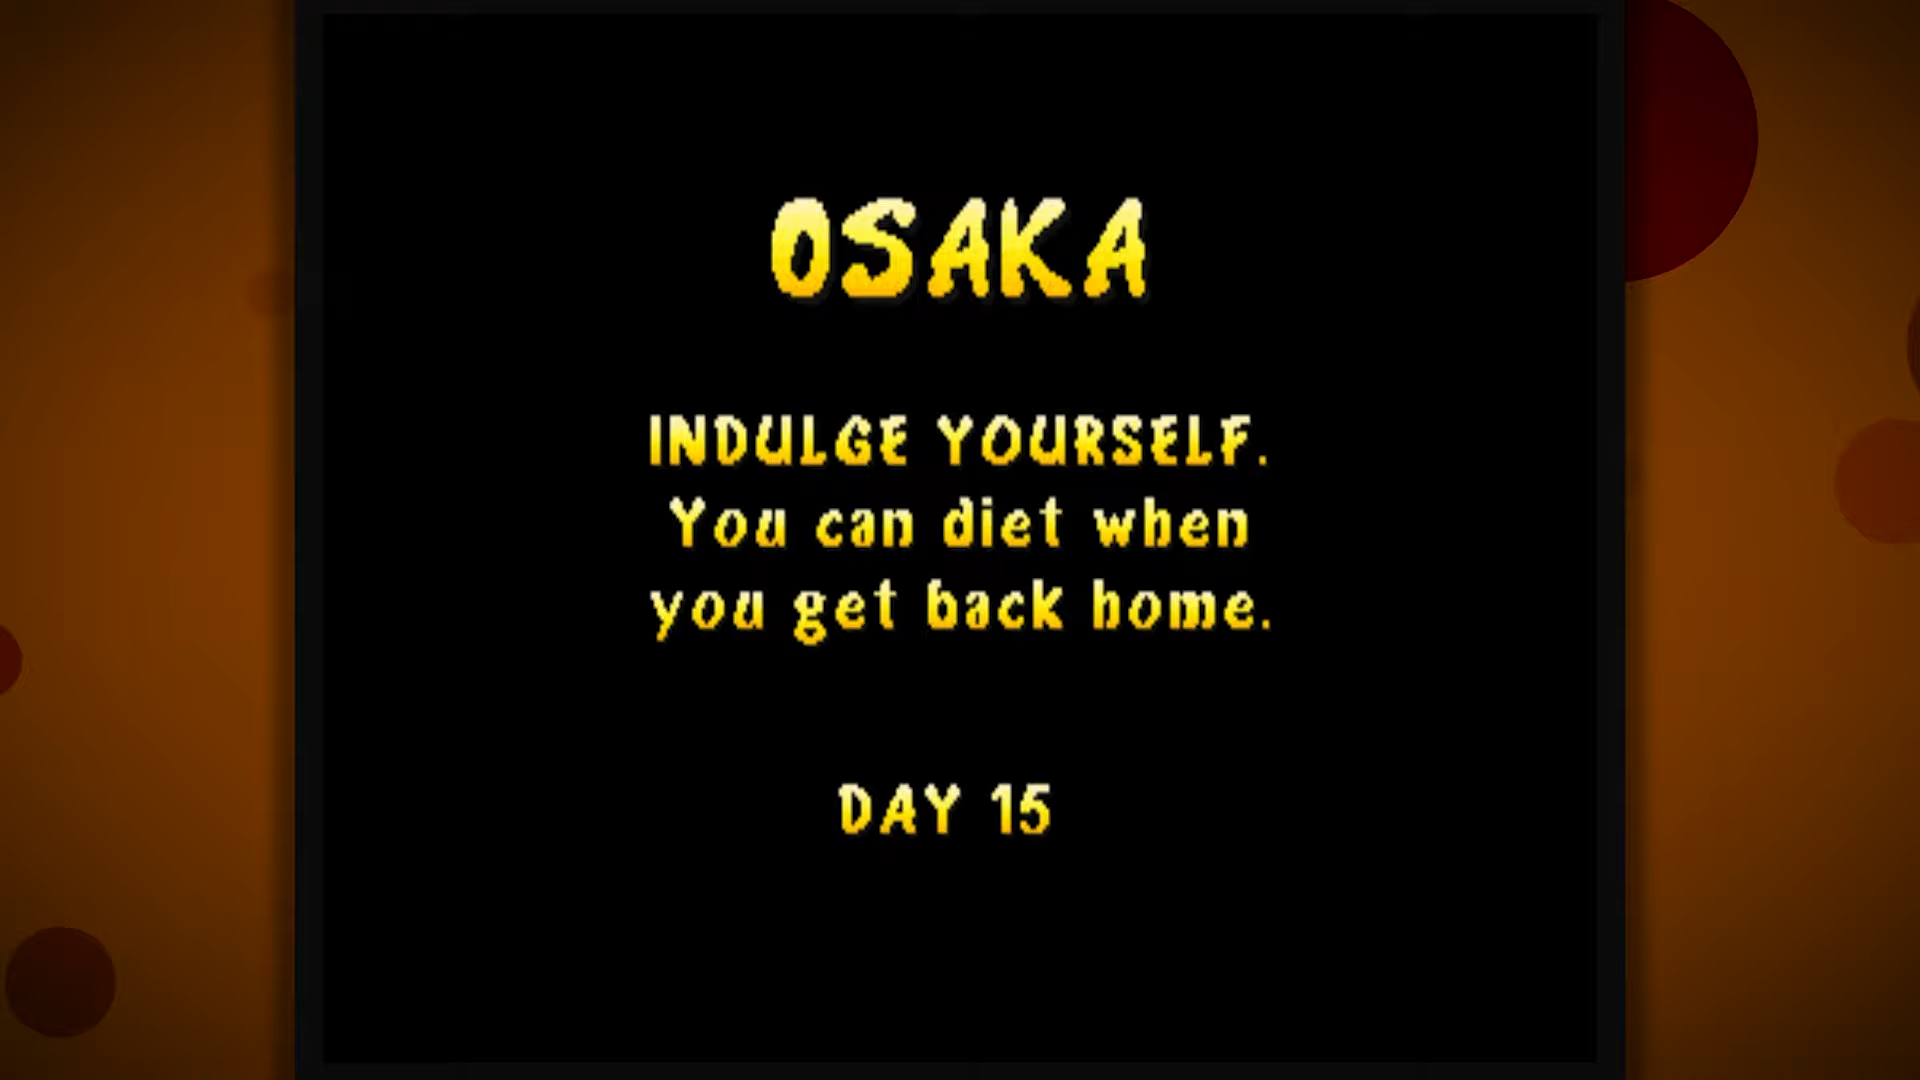 OSAKA
INDULGE YOURSELF.
You can diet when
you get back home.
DAY 15